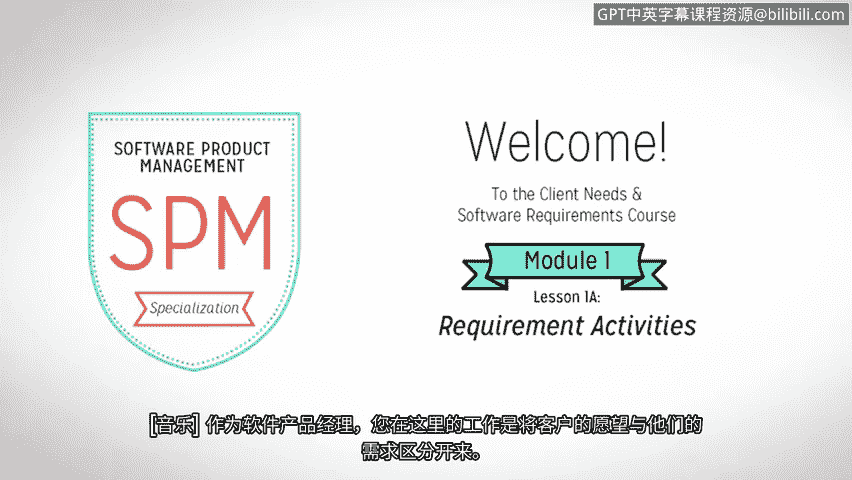 GPT中英字幕课程资源@bilibili.com
SOFTWARE PRODUCT
MANAGEMENT
SPM
Specialization
Welcome!
To the Client Needs &
Software Requirements Course
Module 1
Lesson 1A:
Requirement Activities
[音乐] 作为软件产品经理，您在这里的工作是将客户的愿望与他们的
需求区分开来。